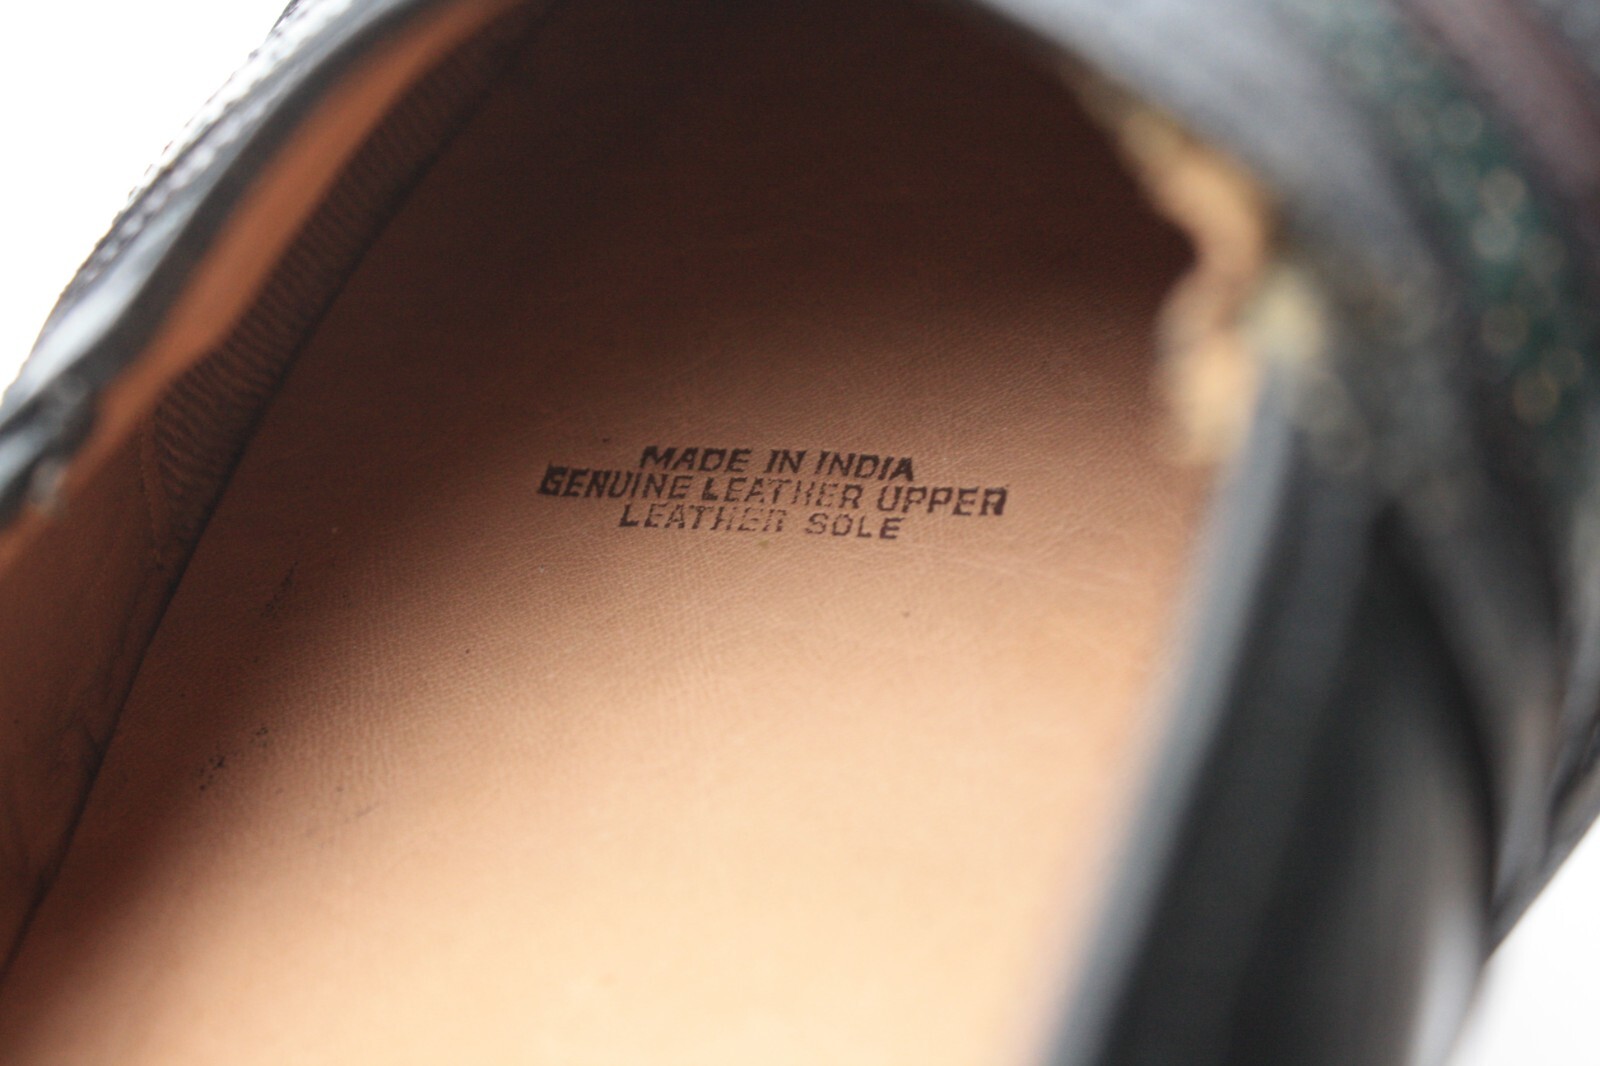 MADE IN INDIA
GENUINE LEATHER UPPER
LEATHER SOLE